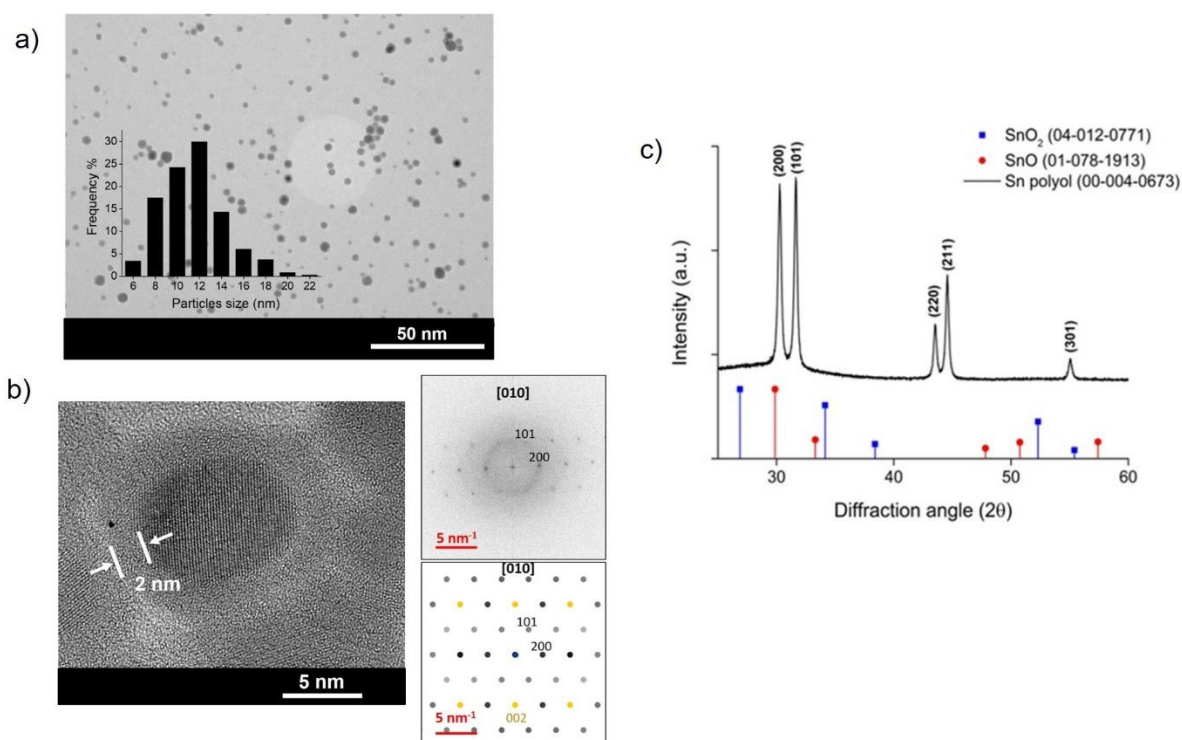 a)
Frequency %
30
25
20
15
10
5
0
6 8 10 12 14 16 18 20 22
Particles size (nm)
50 nm
b)
2 nm
5 nm
[010]
101
200
5 nm⁻¹
[010]
101
200
002
5 nm⁻¹
c)
SnO₂ (04-012-0771)
SnO (01-078-1913)
Sn polyol (00-004-0673)
Intensity (a.u.)
(200)
(101)
(220)
(211)
(301)
30 40 50 60
Diffraction angle (2θ)